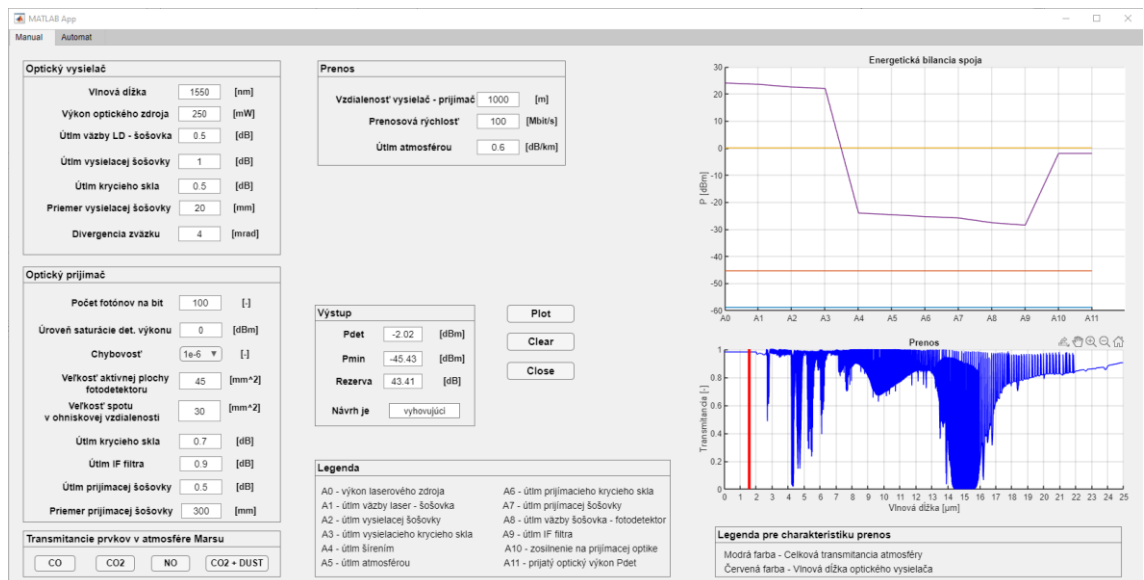 MATLAB App
Manual Automat
Optický vysielač
Vlnová dĺžka 1550 [nm]
Výkon optického zdroja 250 [mW]
Útlm väzby LD - šošovka 0.5 [dB]
Útlm vysielacej šošovky 1 [dB]
Útlm krycieho skla 0.5 [dB]
Priemer vysielacej šošovky 20 [mm]
Divergencia zväzku 4 [mrad]
Optický prijímač
Počet fotónov na bit 100 [-]
Úroveň saturácie det. výkonu 0 [dBm]
Chybovosť 1e-6 ▼ [-]
Veľkosť aktívnej plochy
fotodetektoru 45 [mm^2]
Veľkosť spotu
v ohniskovej vzdialenosti 30 [mm^2]
Útlm krycieho skla 0.7 [dB]
Útlm IF filtra 0.9 [dB]
Útlm prijímacej šošovky 0.5 [dB]
Priemer prijímacej šošovky 300 [mm]
Transmitancie prvkov v atmosfére Marsu
CO CO2 NO CO2 + DUST
Prenos
Vzdialenosť vysielač - prijímač 1000 [m]
Prenosová rýchlosť 100 [Mbit/s]
Útlm atmosférou 0.6 [dB/km]
Výstup
Pdet -2.02 [dBm]
Pmin -45.43 [dBm]
Rezerva 43.41 [dB]
Návrh je vyhovujúci
Plot
Clear
Close
Legenda
A0 - výkon laserového zdroja
A1 - útlm väzby laser - šošovka
A2 - útlm vysielacej šošovky
A3 - útlm vysielacieho krycieho skla
A4 - útlm šírením
A5 - útlm atmosférou
A6 - útlm prijímacieho krycieho skla
A7 - útlm prijímacej šošovky
A8 - útlm väzby šošovka - fotodetektor
A9 - útlm IF filtra
A10 - zosilnenie na prijímacej optike
A11 - prijatý optický výkon Pdet
Energetická bilancia spoja
P [dBm]
30
20
10
0
-10
-20
-30
-40
-50
-60
A0 A1 A2 A3 A4 A5 A6 A7 A8 A9 A10 A11
Prenos
Transmitancia [-]
1
0.8
0.6
0.4
0.2
0
0 1 2 3 4 5 6 7 8 9 10 11 12 13 14 15 16 17 18 19 20 21 22 23 24 25
Vlnová dĺžka [µm]
Legenda pre charakteristiku prenos
Modrá farba - Celková transmitancia atmosféry
Červená farba - Vlnová dĺžka optického vysielača